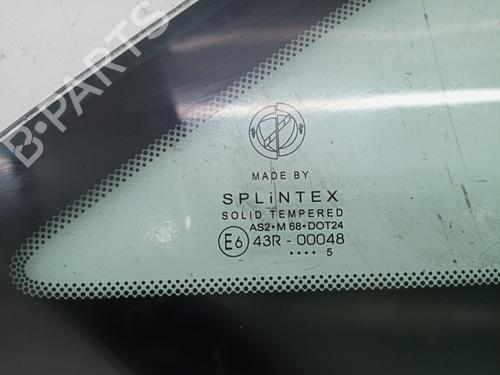 B-PARTS
MADE BY
SPLiNTEX
SOLID TEMPERED
AS2•M 68•DOT24
E6 43R - 00048
•••• 5